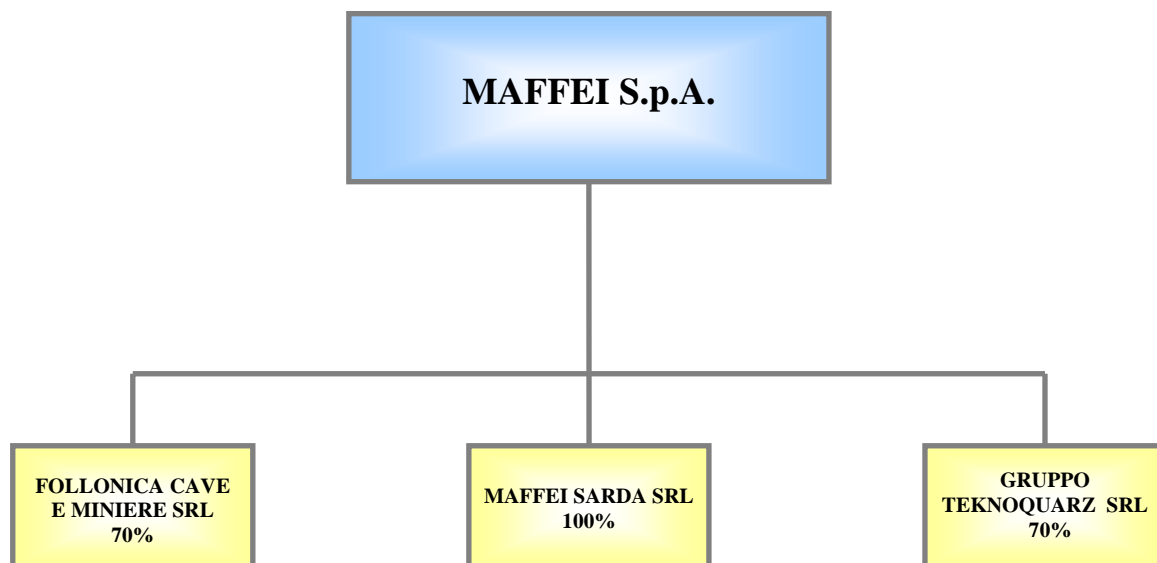 MAFFEI S.p.A.
FOLLONICA CAVE
E MINIERE SRL
70%
MAFFEI SARDA SRL
100%
GRUPPO
TEKNOQUARZ SRL
70%